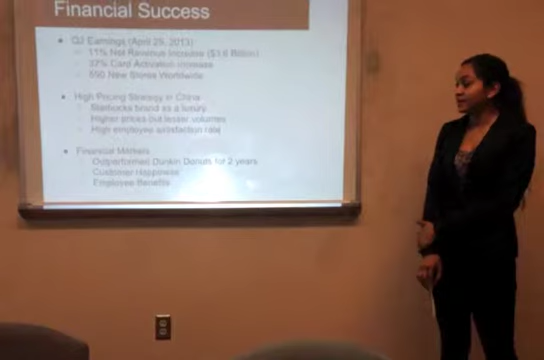 Financial Success
Q2 Earnings (April 25, 2013)
11% Net Revenue Increase ($3.6 Billion)
37% Card Activation Increase
590 New Stores Worldwide
High Pricing Strategy in China
Starbucks brand as a luxury
Higher prices but lesser volumes
High employee satisfaction rate
Financial Markets
Outperformed Dunkin Donuts for 2 years
Customer Happiness
Employee Benefits